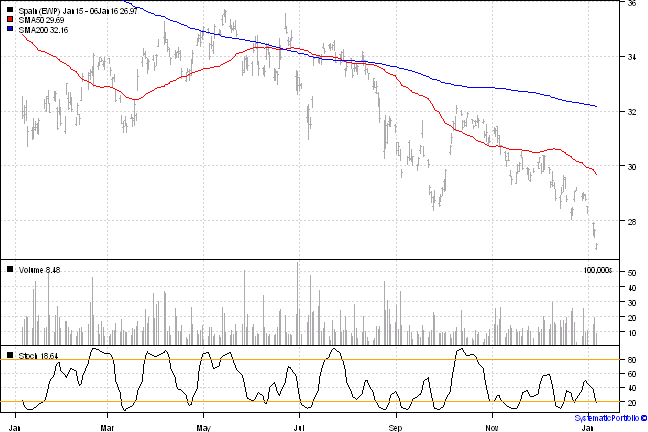 Spain (EWP) Jan 15 - 06Jan16 26.97
SMA50 29.69
SMA200 32.16
36
34
32
30
28
Volume 8.48
100,000s
50
40
30
20
10
Stoch 18.64
80
60
40
20
Jan
Mar
May
Jul
Sep
Nov
Jan
SystematicPortfolio ©